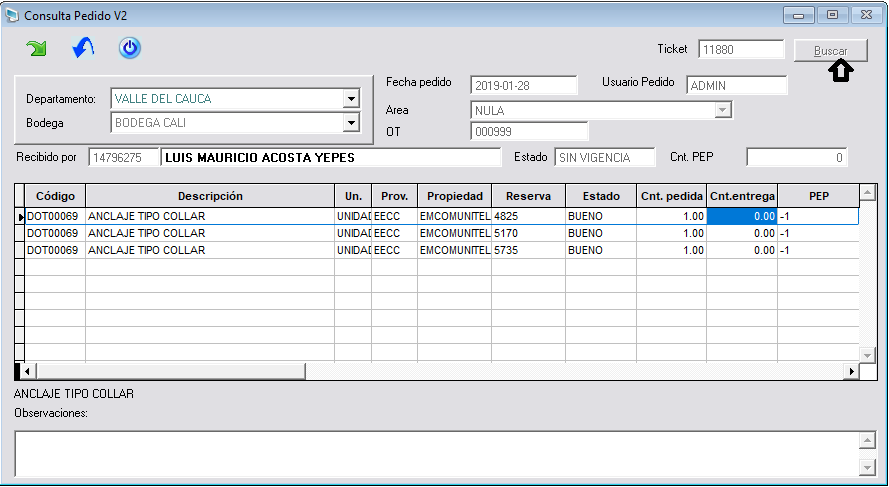 Consulta Pedido V2
Ticket 11880 Buscar
Departamento: VALLE DEL CAUCA
Bodega BODEGA CALI
Fecha pedido 2019-01-28 Usuario Pedido ADMIN
Area NULA
OT 000999
Recibido por 14796275 LUIS MAURICIO ACOSTA YEPES Estado SIN VIGENCIA Cnt. PEP 0
Código Descripción Un. Prov. Propiedad Reserva Estado Cnt. pedida Cnt.entrega PEP
DOT00069 ANCLAJE TIPO COLLAR UNIDAD EECC EMCOMUNITEL 4825 BUENO 1.00 0.00 -1
DOT00069 ANCLAJE TIPO COLLAR UNIDAD EECC EMCOMUNITEL 5170 BUENO 1.00 0.00 -1
DOT00069 ANCLAJE TIPO COLLAR UNIDAD EECC EMCOMUNITEL 5735 BUENO 1.00 0.00 -1
ANCLAJE TIPO COLLAR
Observaciones: